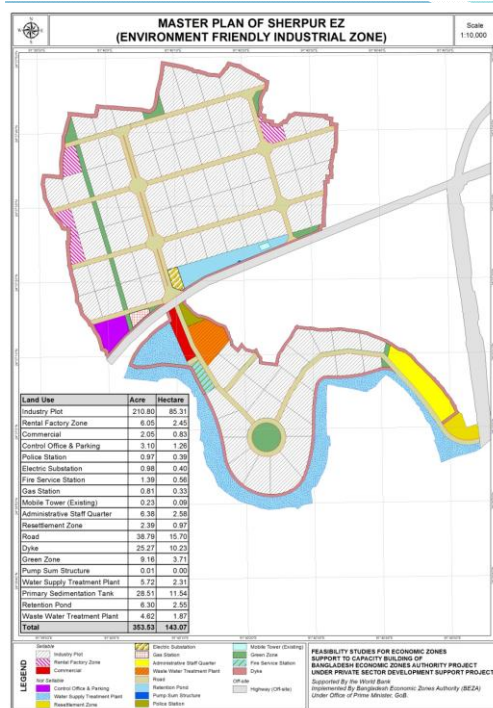 MASTER PLAN OF SHERPUR EZ
(ENVIRONMENT FRIENDLY INDUSTRIAL ZONE)
Scale
1:10,000
Land Use Acre Hectare
Industry Plot 210.80 85.31
Rental Factory Zone 6.05 2.45
Commercial 2.05 0.83
Control Office & Parking 3.10 1.26
Police Station 0.97 0.39
Electric Substation 0.98 0.40
Fire Service Station 1.39 0.56
Gas Station 0.81 0.33
Mobile Tower (Existing) 0.23 0.09
Administrative Staff Quarter 6.38 2.58
Resettlement Zone 2.39 0.97
Road 38.79 15.70
Dyke 25.27 10.23
Green Zone 9.16 3.71
Pump Sum Structure 0.01 0.00
Water Supply Treatment Plant 5.72 2.31
Primary Sedimentation Tank 28.51 11.54
Retention Pond 6.30 2.55
Waste Water Treatment Plant 4.62 1.87
Total 353.53 143.07
LEGEND
Sellable
Industry Plot
Rental Factory Zone
Commercial
Not Sellable
Control Office & Parking
Water Supply Treatment Plant
Resettlement Zone
Electric Substation
Gas Station
Administrative Staff Quarter
Waste Water Treatment Plant
Road
Retention Pond
Pump Sum Structure
Police Station
Mobile Tower (Existing)
Green Zone
Fire Service Station
Dyke
Off-site
Highway (Off-site)
FEASIBILITY STUDIES FOR ECONOMIC ZONES
SUPPORT TO CAPACITY BUILDING OF
BANGLADESH ECONOMIC ZONES AUTHORITY PROJECT
UNDER PRIVATE SECTOR DEVELOPMENT SUPPORT PROJECT
Supported By the World Bank
Implemented By Bangladesh Economic Zones Authority (BEZA)
Under Office of Prime Minister, GoB.